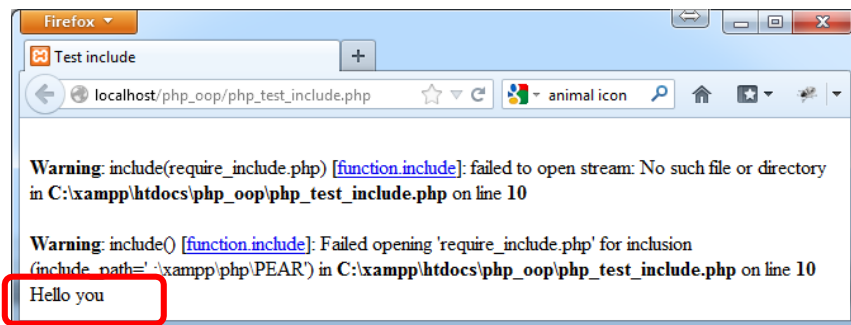 Firefox
Test include
localhost/php_oop/php_test_include.php
animal icon
Warning: include(require_include.php) [function.include]: failed to open stream: No such file or directory
in C:\xampp\htdocs\php_oop\php_test_include.php on line 10
Warning: include() [function.include]: Failed opening 'require_include.php' for inclusion
(include_path='.;\xampp\php\PEAR') in C:\xampp\htdocs\php_oop\php_test_include.php on line 10
Hello you